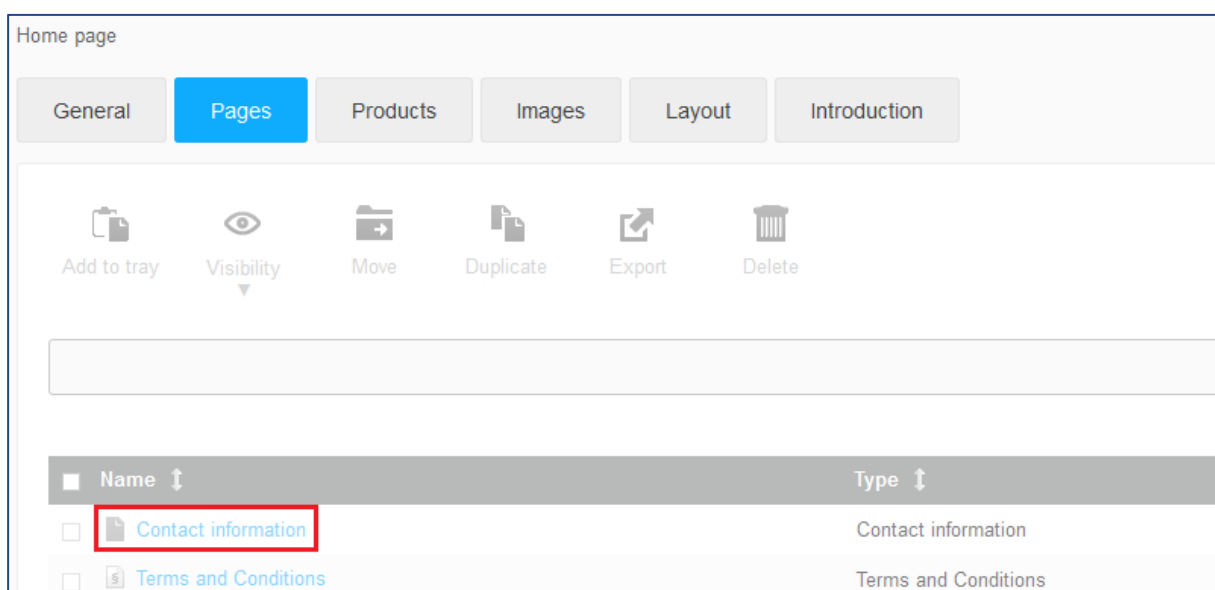 Home page
General Pages Products Images Layout Introduction
Add to tray Visibility Move Duplicate Export Delete
Name Type
Contact information Contact information
§ Terms and Conditions Terms and Conditions